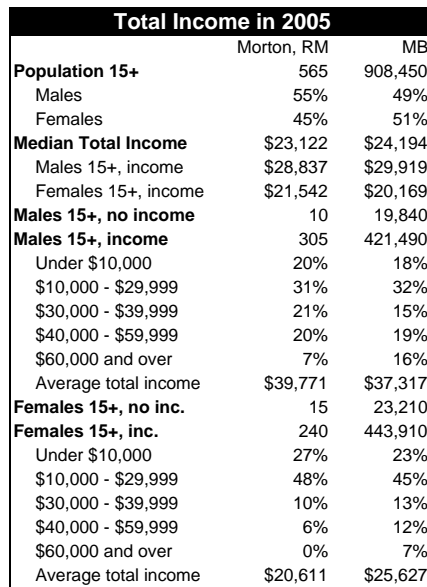 Total Income in 2005
Morton, RM MB
Population 15+ 565 908,450
Males 55% 49%
Females 45% 51%
Median Total Income $23,122 $24,194
Males 15+, income $28,837 $29,919
Females 15+, income $21,542 $20,169
Males 15+, no income 10 19,840
Males 15+, income 305 421,490
Under $10,000 20% 18%
$10,000 - $29,999 31% 32%
$30,000 - $39,999 21% 15%
$40,000 - $59,999 20% 19%
$60,000 and over 7% 16%
Average total income $39,771 $37,317
Females 15+, no inc. 15 23,210
Females 15+, inc. 240 443,910
Under $10,000 27% 23%
$10,000 - $29,999 48% 45%
$30,000 - $39,999 10% 13%
$40,000 - $59,999 6% 12%
$60,000 and over 0% 7%
Average total income $20,611 $25,627